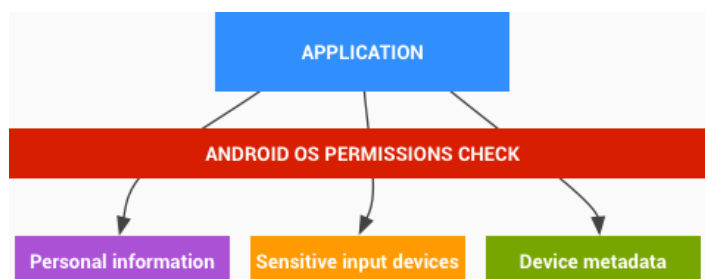 APPLICATION
ANDROID OS PERMISSIONS CHECK
Personal information
Sensitive input devices
Device metadata